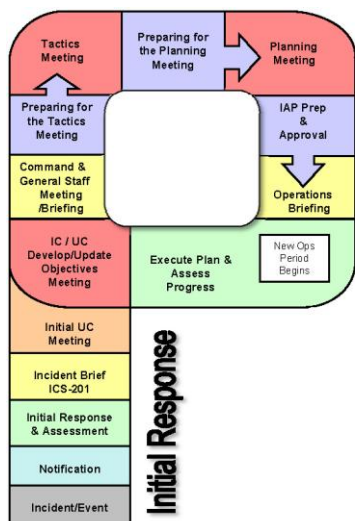 Tactics
Meeting
Preparing for
the Planning
Meeting
Planning
Meeting
Preparing for
the Tactics
Meeting
IAP Prep
&
Approval
Command &
General Staff
Meeting
/Briefing
Operations
Briefing
IC / UC
Develop/Update
Objectives
Meeting
Execute Plan &
Assess
Progress
New Ops
Period
Begins
Initial UC
Meeting
Incident Brief
ICS-201
Initial Response
& Assessment
Notification
Incident/Event
Initial Response